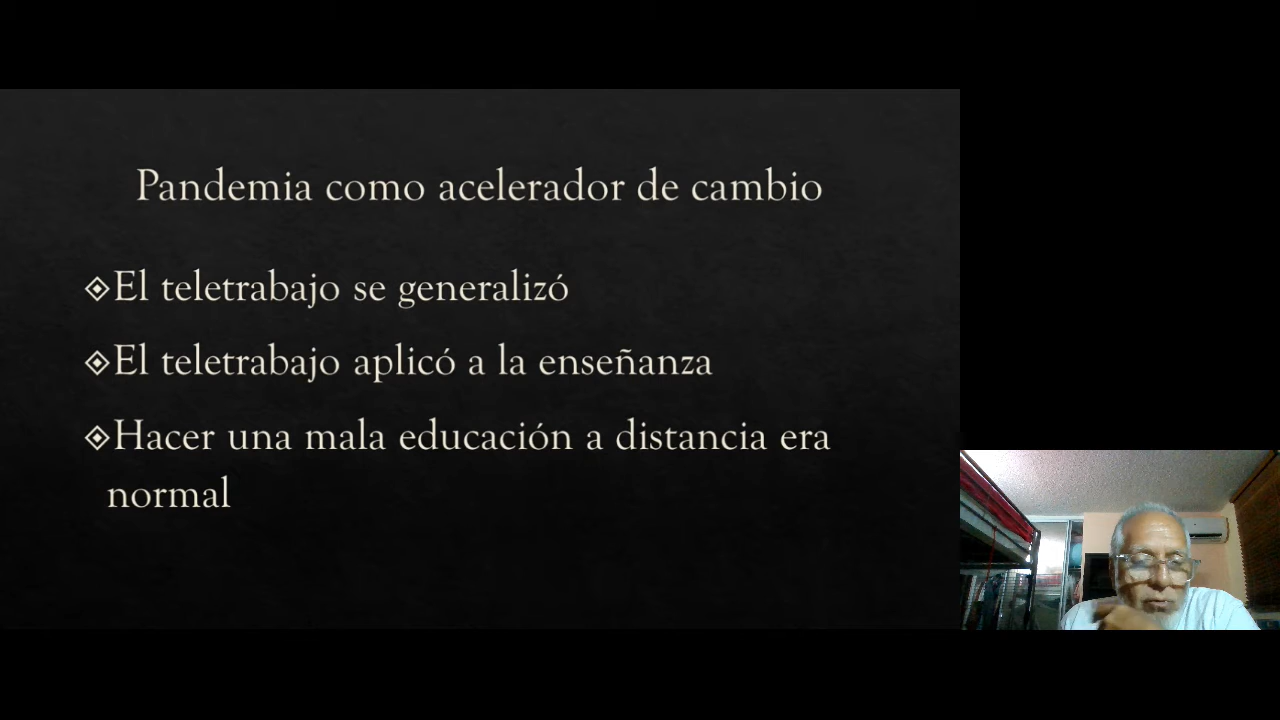 Pandemia como acelerador de cambio
El teletrabajo se generalizó
El teletrabajo aplicó a la enseñanza
Hacer una mala educación a distancia era
normal